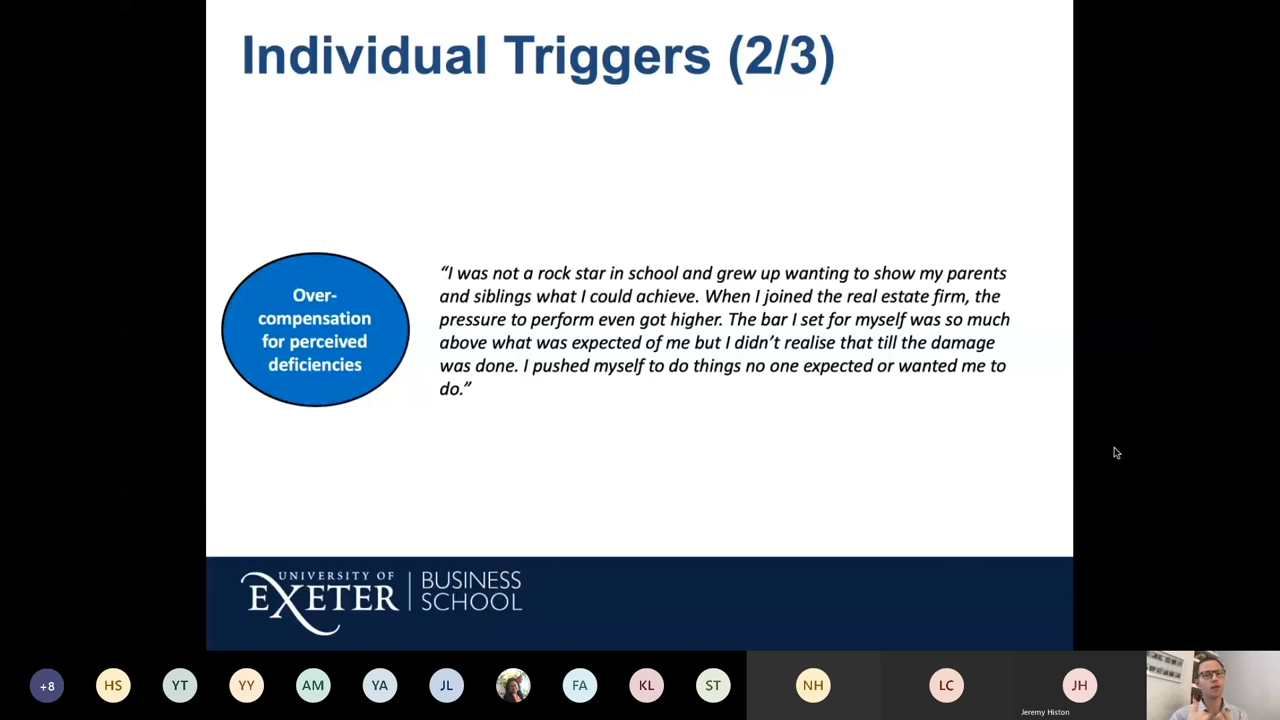 Individual Triggers (2/3)
Over-
compensation
for perceived
deficiencies
“I was not a rock star in school and grew up wanting to show my parents
and siblings what I could achieve. When I joined the real estate firm, the
pressure to perform even got higher. The bar I set for myself was so much
above what was expected of me but I didn’t realise that till the damage
was done. I pushed myself to do things no one expected or wanted me to
do.”
UNIVERSITY OF
EXETER
BUSINESS
SCHOOL
+8
HS
YT
YY
AM
YA
JL
FA
KL
ST
NH
LC
JH
Jeremy Histon